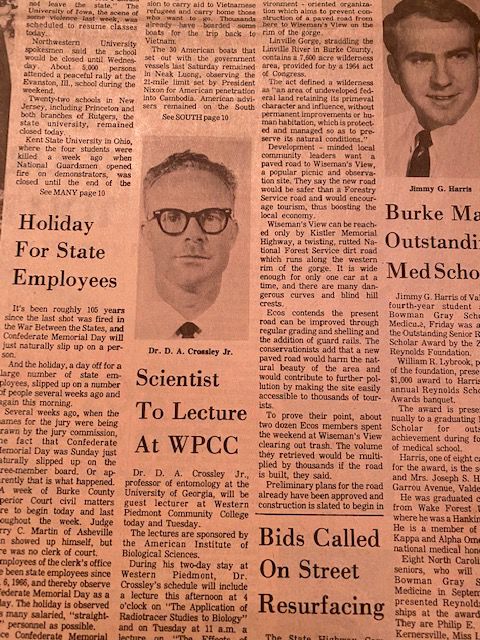 not leave the state." The
University of Iowa, the scene of
some violence last week, was
scheduled to resume classes
today.
Northwestern University
spokesmen said the school
would be closed until Wednes-
day. About 5,000 persons
attended a peaceful rally at the
Evanston, Ill., school during the
weekend.
Twenty-two schools in New
Jersey, including Princeton and
both branches of Rutgers, the
state university, remained
closed today.
Kent State University in Ohio,
where the four students were
killed a week ago when
National Guardsmen opened
fire on demonstrators, was
closed until the end of the
See MANY page 10
Holiday
For State
Employees
It's been roughly 105 years
since the last shot was fired in
the War Between the States, and
Confederate Memorial Day will
just naturally slip up on a per-
son.
And the holiday, a day off for a
large number of state em-
ployees, slipped up on a number
of people several weeks ago and
again this morning.
Several weeks ago, when the
names for the jury were being
drawn by the jury commission,
the fact that Confederate
Memorial Day was Sunday just
naturally slipped up on the
three-member board. Or ap-
parently that is what happened.
A week of Burke County
Superior Court civil matters
were to begin today and last
throughout the week. Judge
Harry C. Martin of Asheville
showed up himself, but
there was no clerk of court.
Employees of the clerk's office
have been state employees since
6, 1966, and thereby observe
Confederate Memorial Day as a
day. The holiday is observed
many salaried, "straight-
personnel as possible.
Confederate Memorial
sion to carry aid to Vietnamese
refugees and carry those who
want to go. Thousands
already have boarded some
boats for the trip back to
Vietnam.
The 30 American boats that
set out with the government
vessels last Saturday remained
in Neak Luong, observing the
21-mile limit set by President
Nixon for American penetration
into Cambodia. American advi-
sers remained on the South
See SOUTH page 10
Dr. D. A. Crossley Jr.
Scientist
To Lecture
At WPCC
Dr. D. A. Crossley Jr.,
professor of entomology at the
University of Georgia, will be
guest lecturer at Western
Piedmont Community College
today and Tuesday.
The lectures are sponsored by
the American Institute of
Biological Sciences.
During his two-day stay at
Western Piedmont, Dr.
Crossley's schedule will include
a lecture this afternoon at 4
o'clock on "The Application of
Radiotracer Studies to Biology"
and on Tuesday at 11 a.m. a
lecture on "The Effects of
vironment - oriented organiza-
tion which aims to prevent con-
struction of a paved road from
here to Wiseman's View on the
rim of the gorge.
Linville Gorge, straddling the
Linville River in Burke County,
contains a 7,600 acre wilderness
area, provided for by a 1964 act
of Congress.
The act defined a wilderness
as "an area of undeveloped fed-
eral land retaining its primeval
character and influence, without
permanent improvements or hu-
man habitation, which is protect-
ed and managed so as to pre-
serve its natural conditions."
Development - minded local
community leaders want a
paved road to Wiseman's View,
a popular picnic and observa-
tion site. They say the new road
would be safer than a Forestry
Service road and would encour-
age tourism, thus boosting the
local economy.
Wiseman's View can be reach-
ed only by Kistler Memorial
Highway, a twisting, rutted Na-
tional Forest Service dirt road
which runs along the western
rim of the gorge. It is wide
enough for only one car at a
time, and there are many dan-
gerous curves and blind hill
crests.
Ecos contends the present
road can be improved through
regular grading and shelling and
the addition of guard rails. The
conservationists add that a new
paved road would harm the nat-
ural beauty of the area and
would contribute to further pol-
lution by making the site easily
accessible to thousands of tour-
ists.
To prove their point, about
two dozen Ecos members spent
the weekend at Wiseman's View
clearing out trash. The volume
they retrieved would be multi-
plied by thousands if the road
is built, they said.
Preliminary plans for the road
already have been approved and
construction is slated to begin in
Bids Called
On Street
Resurfacing
The State Highway
Jimmy G. Harris
Burke Ma
Outstandi
Med Scho
Jimmy G. Harris of Val
fourth-year student
Bowman Gray Scho
Medicine, Friday was a
the Outstanding Senior R
Scholar Award by the Z
Reynolds Foundation.
William R. Lybrook, pres
of the foundation, presen
$1,000 award to Harris
annual Reynolds Schol
Awards banquet.
The award is presen
nually to a graduating R
Scholar for outs
achievement during fo
of medical school.
Harris, one of eight ca
for the award, is the s
and Mrs. Joseph S. H
Garrou Avenue, Valde
He was graduated c
from Wake Forest U
where he was a Hankin
He is a member of
Kappa and Alpha Ome
national medical hono
Eight North Caroli
seniors, who will
Bowman Gray S
Medicine in Septem
presented Reynolds
ships at the award
They are Philip E.
Kernersville, Miss I